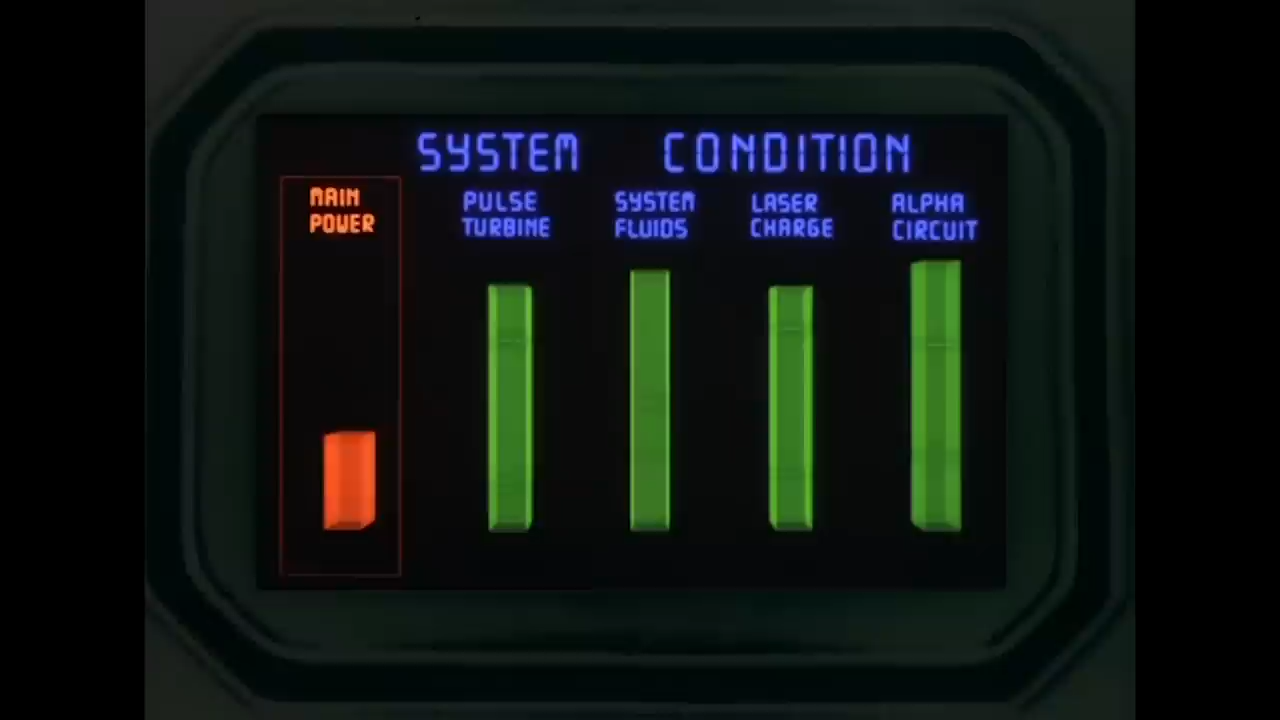 SYSTEM CONDITION
MAIN
POWER
PULSE
TURBINE
SYSTEM
FLUIDS
LASER
CHARGE
ALPHA
CIRCUIT